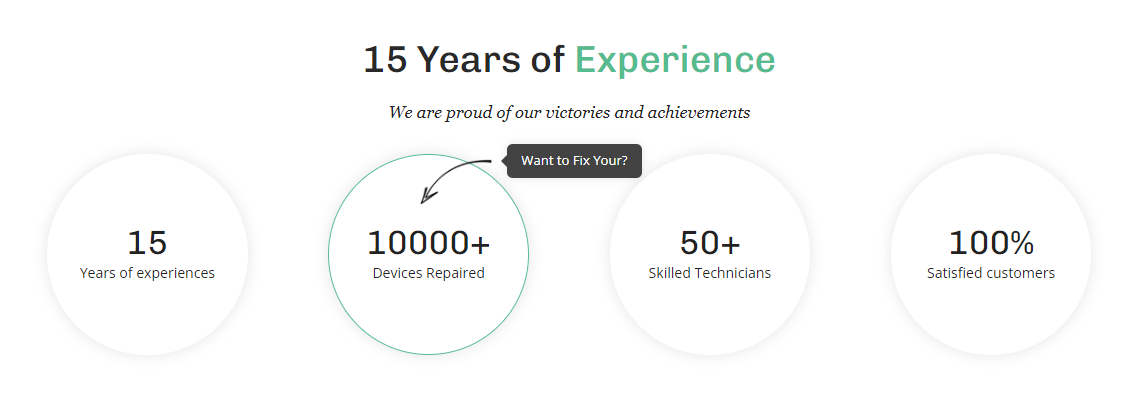 15 Years of Experience
We are proud of our victories and achievements
Want to Fix Your?
15
Years of experiences
10000+
Devices Repaired
50+
Skilled Technicians
100%
Satisfied customers